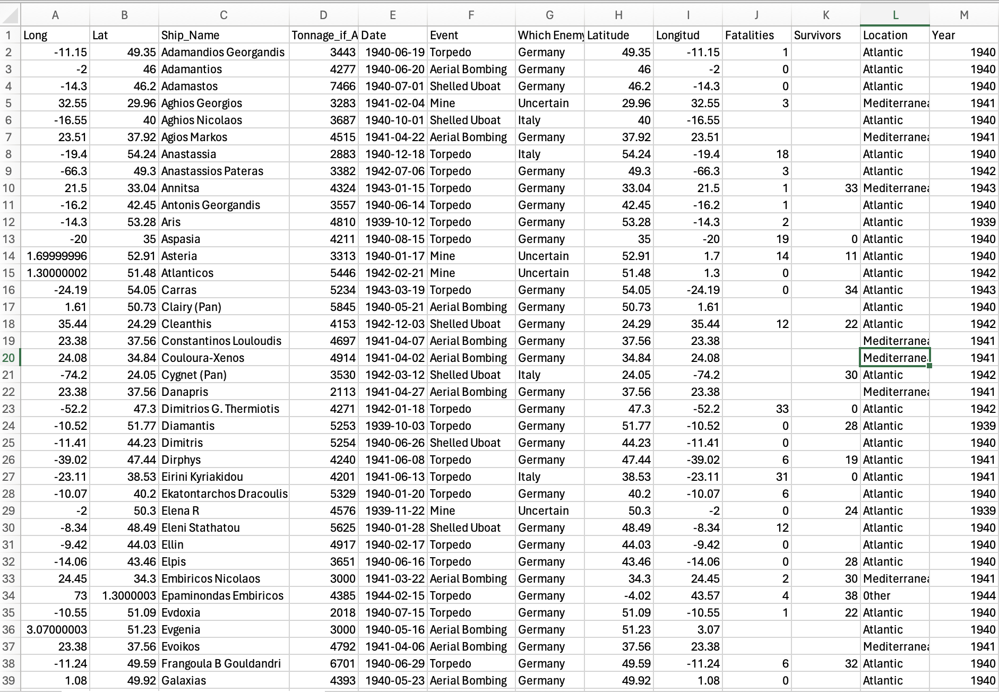 A B C D E F G H I J K L M
1 Long Lat Ship_Name Tonnage_if_A Date Event Which Enemy Latitude Longitud Fatalities Survivors Location Year
2 -11.15 49.35 Adamandios Georgandis 3443 1940-06-19 Torpedo Germany 49.35 -11.15 1 Atlantic 1940
3 -2 46 Adamantios 4277 1940-06-20 Aerial Bombing Germany 46 -2 0 Atlantic 1940
4 -14.3 46.2 Adamastos 7466 1940-07-01 Shelled Uboat Germany 46.2 -14.3 0 Atlantic 1940
5 32.55 29.96 Aghios Georgios 3283 1941-02-04 Mine Uncertain 29.96 32.55 3 Mediterranea 1941
6 -16.55 40 Aghios Nicolaos 3687 1940-10-01 Shelled Uboat Italy 40 -16.55 Atlantic 1940
7 23.51 37.92 Agios Markos 4515 1941-04-22 Aerial Bombing Germany 37.92 23.51 Mediterranea 1941
8 -19.4 54.24 Anastassia 2883 1940-12-18 Torpedo Italy 54.24 -19.4 18 Atlantic 1940
9 -66.3 49.3 Anastassios Pateras 3382 1942-07-06 Torpedo Germany 49.3 -66.3 3 Atlantic 1942
10 21.5 33.04 Annitsa 4324 1943-01-15 Torpedo Germany 33.04 21.5 1 33 Mediterranea 1943
11 -16.2 42.45 Antonis Georgandis 3557 1940-06-14 Torpedo Germany 42.45 -16.2 1 Atlantic 1940
12 -14.3 53.28 Aris 4810 1939-10-12 Torpedo Germany 53.28 -14.3 2 Atlantic 1939
13 -20 35 Aspasia 4211 1940-08-15 Torpedo Germany 35 -20 19 0 Atlantic 1940
14 1.69999996 52.91 Asteria 3313 1940-01-17 Mine Uncertain 52.91 1.7 14 11 Atlantic 1940
15 1.30000002 51.48 Atlanticos 5446 1942-02-21 Mine Uncertain 51.48 1.3 0 Atlantic 1942
16 -24.19 54.05 Carras 5234 1943-03-19 Torpedo Germany 54.05 -24.19 0 34 Atlantic 1943
17 1.61 50.73 Clairy (Pan) 5845 1940-05-21 Aerial Bombing Germany 50.73 1.61 Atlantic 1940
18 35.44 24.29 Cleanthis 4153 1942-12-03 Shelled Uboat Germany 24.29 35.44 12 22 Atlantic 1942
19 23.38 37.56 Constantinos Louloudis 4697 1941-04-07 Aerial Bombing Germany 37.56 23.38 Mediterranea 1941
20 24.08 34.84 Couloura-Xenos 4914 1941-04-02 Aerial Bombing Germany 34.84 24.08 Mediterranea 1941
21 -74.2 24.05 Cygnet (Pan) 3530 1942-03-12 Shelled Uboat Italy 24.05 -74.2 30 Atlantic 1942
22 23.38 37.56 Danapris 2113 1941-04-27 Aerial Bombing Germany 37.56 23.38 Mediterranea 1941
23 -52.2 47.3 Dimitrios G. Thermiotis 4271 1942-01-18 Torpedo Germany 47.3 -52.2 33 0 Atlantic 1942
24 -10.52 51.77 Diamantis 5253 1939-10-03 Torpedo Germany 51.77 -10.52 0 28 Atlantic 1939
25 -11.41 44.23 Dimitris 5254 1940-06-26 Shelled Uboat Germany 44.23 -11.41 0 Atlantic 1940
26 -39.02 47.44 Dirphys 4240 1941-06-08 Torpedo Germany 47.44 -39.02 6 19 Atlantic 1941
27 -23.11 38.53 Eirini Kyriakidou 4201 1941-06-13 Torpedo Italy 38.53 -23.11 31 0 Atlantic 1941
28 -10.07 40.2 Ekatontarchos Dracoulis 5329 1940-01-20 Torpedo Germany 40.2 -10.07 6 Atlantic 1940
29 -2 50.3 Elena R 4576 1939-11-22 Mine Uncertain 50.3 -2 0 24 Atlantic 1939
30 -8.34 48.49 Eleni Stathatou 5625 1940-01-28 Shelled Uboat Germany 48.49 -8.34 12 Atlantic 1940
31 -9.42 44.03 Ellin 4917 1940-02-17 Torpedo Germany 44.03 -9.42 0 Atlantic 1940
32 -14.06 43.46 Elpis 3651 1940-06-16 Torpedo Germany 43.46 -14.06 0 28 Atlantic 1940
33 24.45 34.3 Embiricos Nicolaos 3000 1941-03-22 Aerial Bombing Germany 34.3 24.45 2 30 Mediterranea 1941
34 73 1.3000003 Epaminondas Embiricos 4385 1944-02-15 Torpedo Germany -4.02 43.57 4 38 0ther 1944
35 -10.55 51.09 Evdoxia 2018 1940-07-15 Torpedo Germany 51.09 -10.55 1 22 Atlantic 1940
36 3.07000003 51.23 Evgenia 3000 1940-05-16 Aerial Bombing Germany 51.23 3.07 Atlantic 1940
37 23.38 37.56 Evoikos 4792 1941-04-06 Aerial Bombing Germany 37.56 23.38 Mediterranea 1941
38 -11.24 49.59 Frangoula B Gouldandri 6701 1940-06-29 Torpedo Germany 49.59 -11.24 6 32 Atlantic 1940
39 1.08 49.92 Galaxias 4393 1940-05-23 Aerial Bombing Germany 49.92 1.08 0 Atlantic 1940